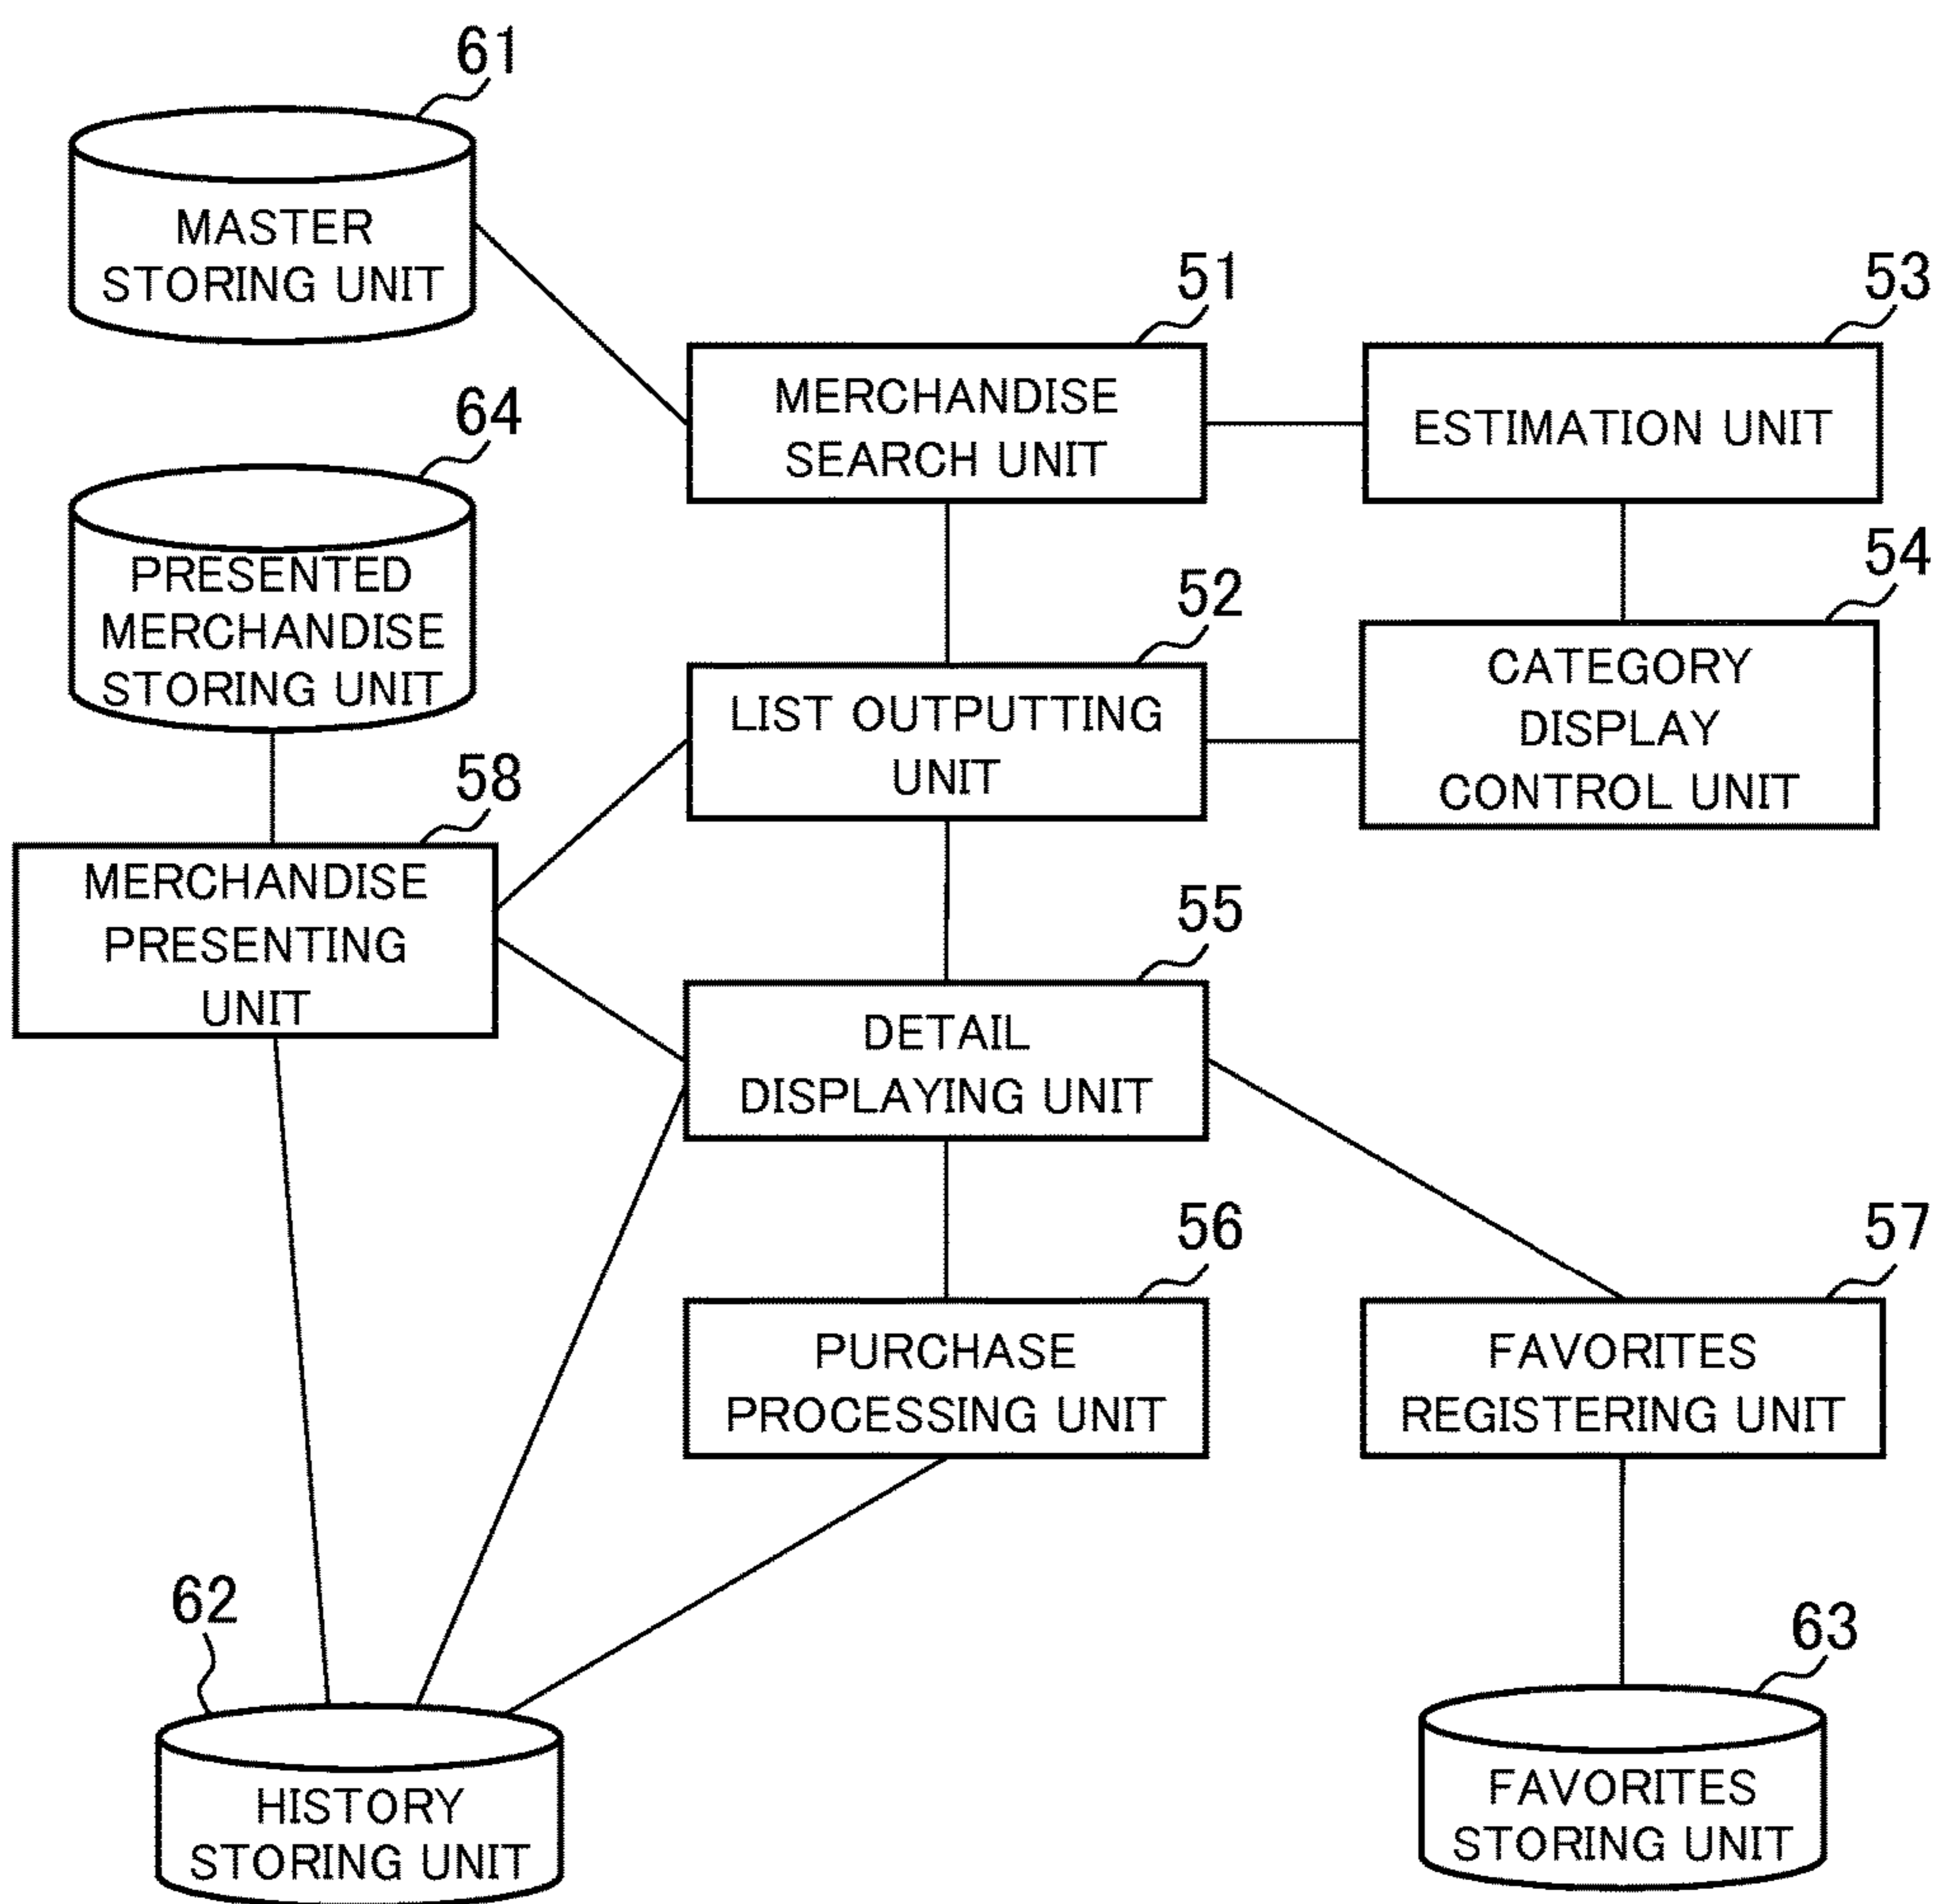 61
MASTER
STORING UNIT
51
MERCHANDISE
SEARCH UNIT
53
ESTIMATION UNIT
64
PRESENTED
MERCHANDISE
STORING UNIT
52
LIST OUTPUTTING
UNIT
54
CATEGORY
DISPLAY
CONTROL UNIT
58
MERCHANDISE
PRESENTING
UNIT
55
DETAIL
DISPLAYING UNIT
56
PURCHASE
PROCESSING UNIT
57
FAVORITES
REGISTERING UNIT
62
HISTORY
STORING UNIT
63
FAVORITES
STORING UNIT